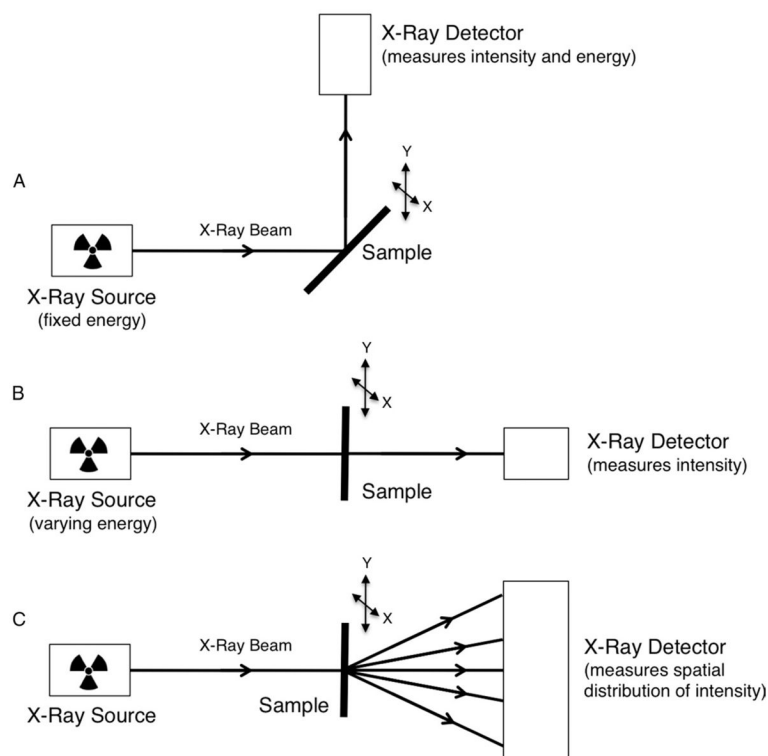 X-Ray Detector
(measures intensity and energy)
A
Y
X
X-Ray Beam
Sample
X-Ray Source
(fixed energy)
B
Y
X
X-Ray Beam
X-Ray Detector
(measures intensity)
Sample
X-Ray Source
(varying energy)
C
Y
X
X-Ray Beam
X-Ray Detector
(measures spatial
distribution of intensity)
Sample
X-Ray Source